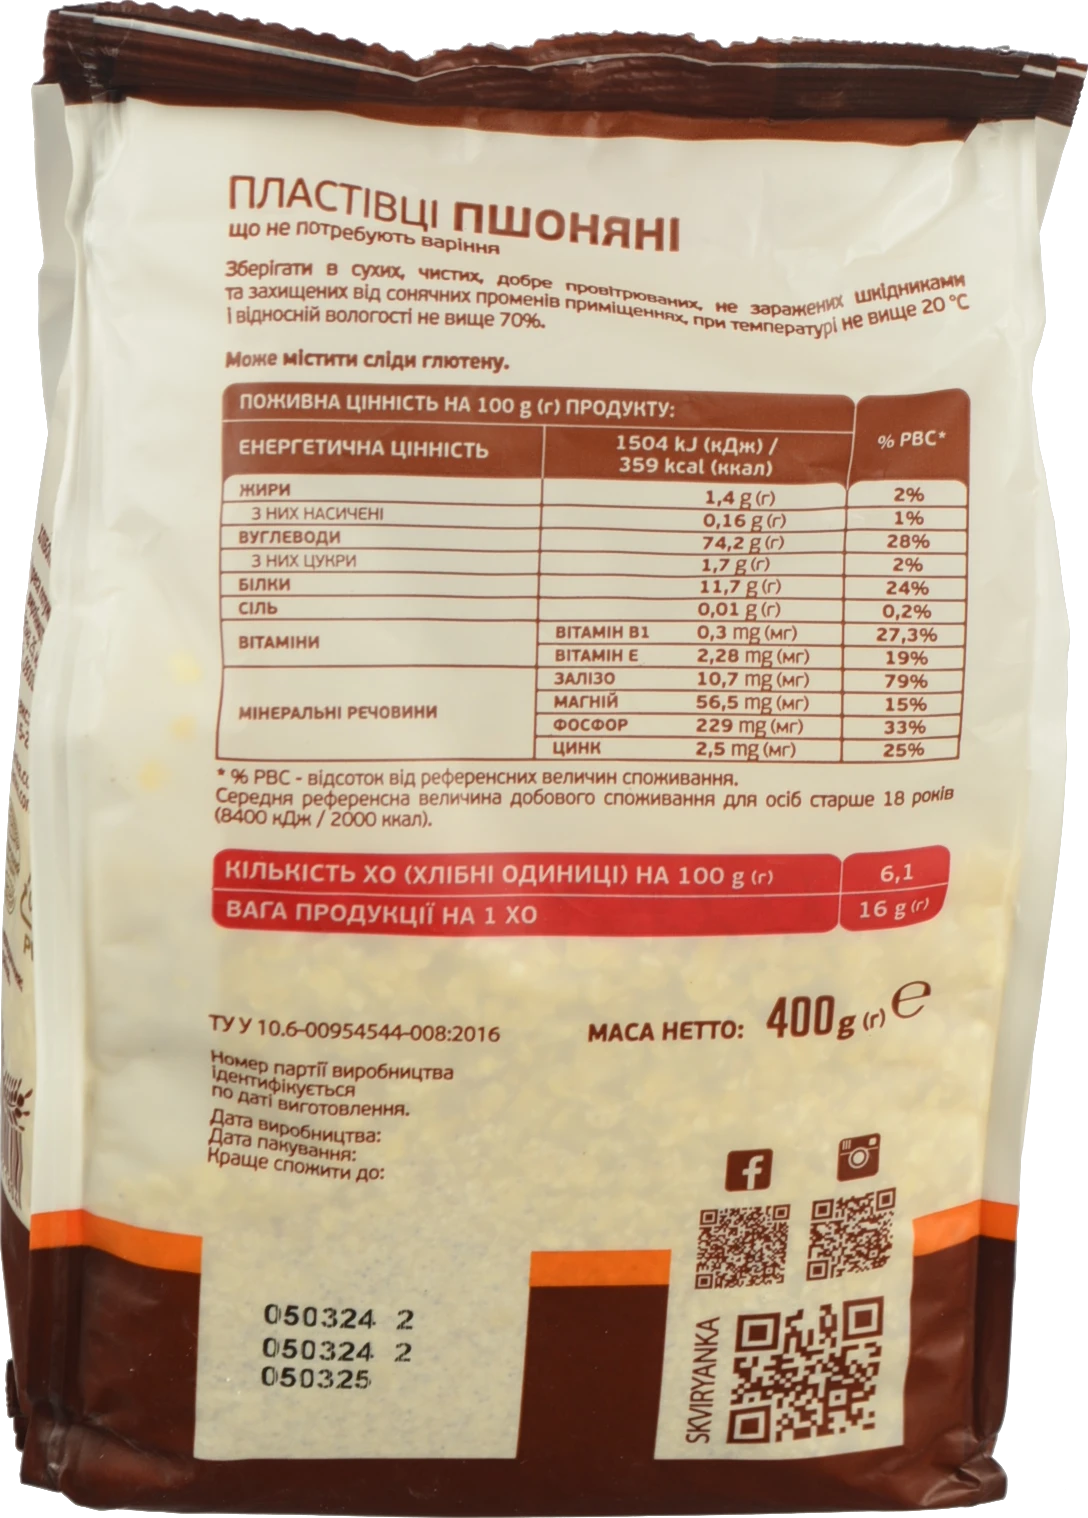 ПЛАСТІВЦІ ПШОНЯНІ
що не потребують варіння
Зберігати в сухих, чистих, добре провітрюваних, не заражених шкідниками
та захищених від сонячних променів приміщеннях, при температурі не вище 20 °С
і відносній вологості не вище 70%.
Може містити сліди глютену.
ПОЖИВНА ЦІННІСТЬ НА 100 g (г) ПРОДУКТУ: % РВС*
ЕНЕРГЕТИЧНА ЦІННІСТЬ 1504 kJ (кДж) /
359 kcal (ккал)
ЖИРИ 1,4 g (г) 2%
З НИХ НАСИЧЕНІ 0,16 g (г) 1%
ВУГЛЕВОДИ 74,2 g (г) 28%
З НИХ ЦУКРИ 1,7 g (г) 2%
БІЛКИ 11,7 g (г) 24%
СІЛЬ 0,01 g (г) 0,2%
ВІТАМІНИ ВІТАМІН В1 0,3 mg (мг) 27,3%
ВІТАМІН Е 2,28 mg (мг) 19%
МІНЕРАЛЬНІ РЕЧОВИНИ ЗАЛІЗО 10,7 mg (мг) 79%
МАГНІЙ 56,5 mg (мг) 15%
ФОСФОР 229 mg (мг) 33%
ЦИНК 2,5 mg (мг) 25%
* % РВС - відсоток від референсних величин споживання.
Середня референсна величина добового споживання для осіб старше 18 років
(8400 кДж / 2000 ккал).
КІЛЬКІСТЬ ХО (ХЛІБНІ ОДИНИЦІ) НА 100 g (г) 6,1
ВАГА ПРОДУКЦІЇ НА 1 ХО 16 g (г)
ТУ У 10.6-00954544-008:2016
МАСА НЕТТО: 400 g (г) ℮
Номер партії виробництва
ідентифікується
по даті виготовлення.
Дата виробництва:
Дата пакування:
Краще спожити до:
050324 2
050324 2
050325
SKVIRYANKA